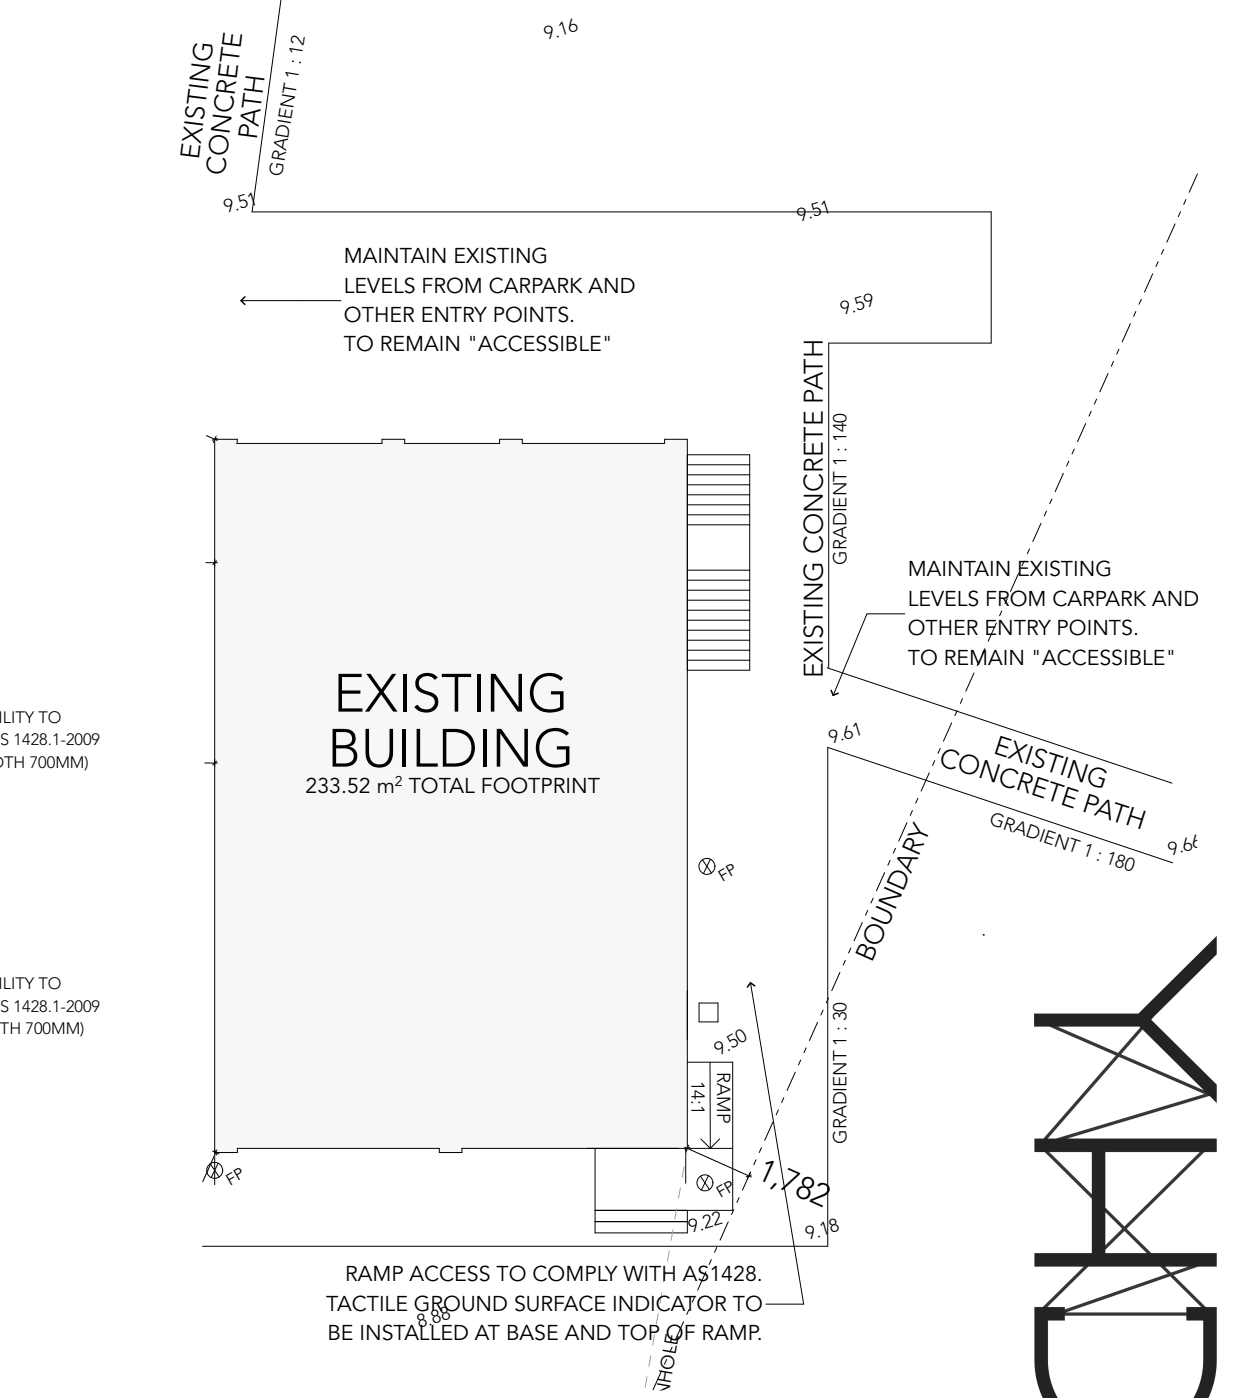 9.16
EXISTING
CONCRETE
PATH
GRADIENT 1 : 12
9.51
9.51
MAINTAIN EXISTING
LEVELS FROM CARPARK AND
OTHER ENTRY POINTS.
TO REMAIN "ACCESSIBLE"
9.59
EXISTING CONCRETE PATH
GRADIENT 1 : 140
MAINTAIN EXISTING
LEVELS FROM CARPARK AND
OTHER ENTRY POINTS.
TO REMAIN "ACCESSIBLE"
EXISTING
BUILDING
233.52 m² TOTAL FOOTPRINT
ILITY TO
S 1428.1-2009
OTH 700MM)
9.61
EXISTING
CONCRETE PATH
GRADIENT 1 : 180
9.66
FP
BOUNDARY
ILITY TO
S 1428.1-2009
TH 700MM)
9.50
GRADIENT 1 : 30
RAMP
14:1
FP
FP
1,782
9.22
9.18
RAMP ACCESS TO COMPLY WITH AS1428.
TACTILE GROUND SURFACE INDICATOR TO
BE INSTALLED AT BASE AND TOP OF RAMP.
8.88